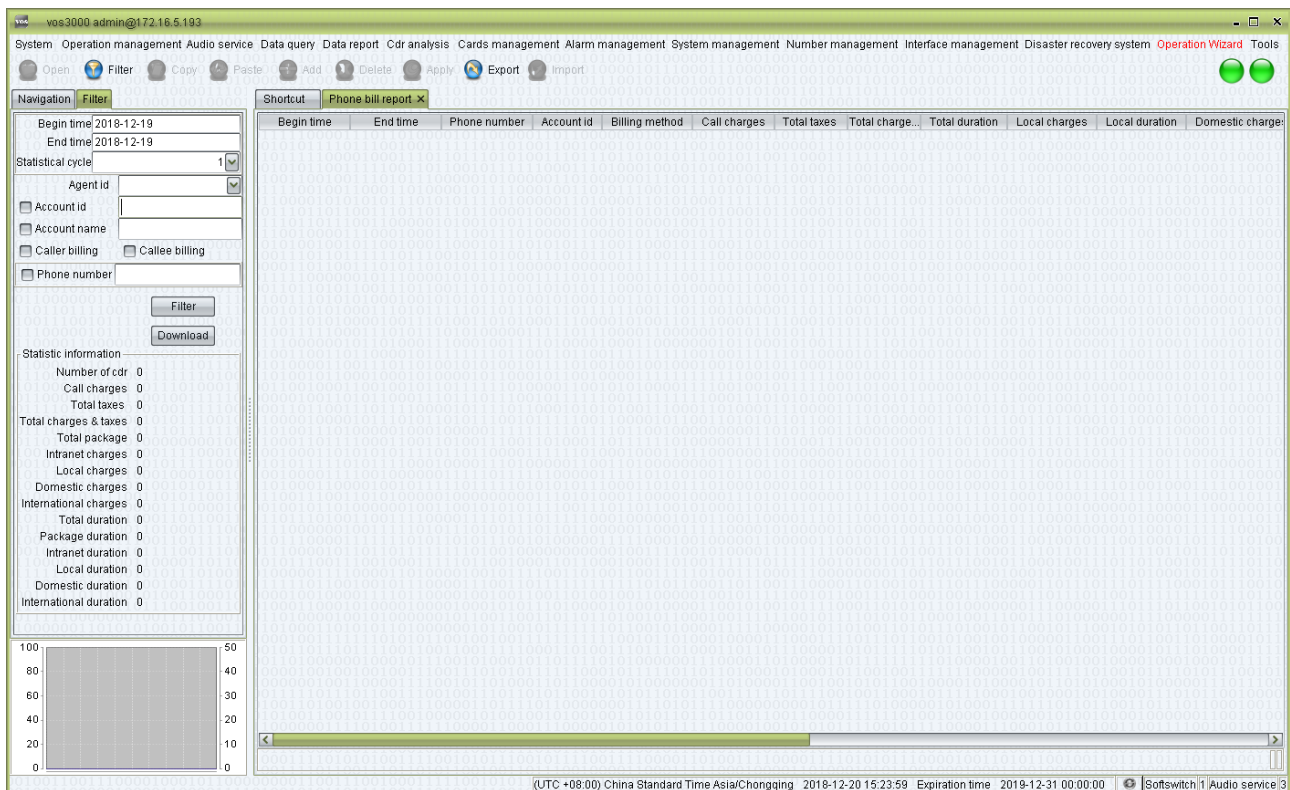 vos vos3000 admin@172.16.5.193
System Operation management Audio service Data query Data report Cdr analysis Cards management Alarm management System management Number management Interface management Disaster recovery system Operation Wizard Tools
Open Filter Copy Paste Add Delete Apply Export Import
Navigation Filter
Begin time 2018-12-19
End time 2018-12-19
Statistical cycle 1
Agent id
Account id
Account name
Caller billing Callee billing
Phone number
Filter
Download
Statistic information
Number of cdr 0
Call charges 0
Total taxes 0
Total charges & taxes 0
Total package 0
Intranet charges 0
Local charges 0
Domestic charges 0
International charges 0
Total duration 0
Package duration 0
Intranet duration 0
Local duration 0
Domestic duration 0
International duration 0
100 50
80 40
60 30
40 20
20 10
0 0
Shortcut Phone bill report
Begin time End time Phone number Account id Billing method Call charges Total taxes Total charge... Total duration Local charges Local duration Domestic charge
(UTC +08:00) China Standard Time Asia/Chongqing 2018-12-20 15:23:59 Expiration time 2019-12-31 00:00:00 Softswitch 1 Audio service 3